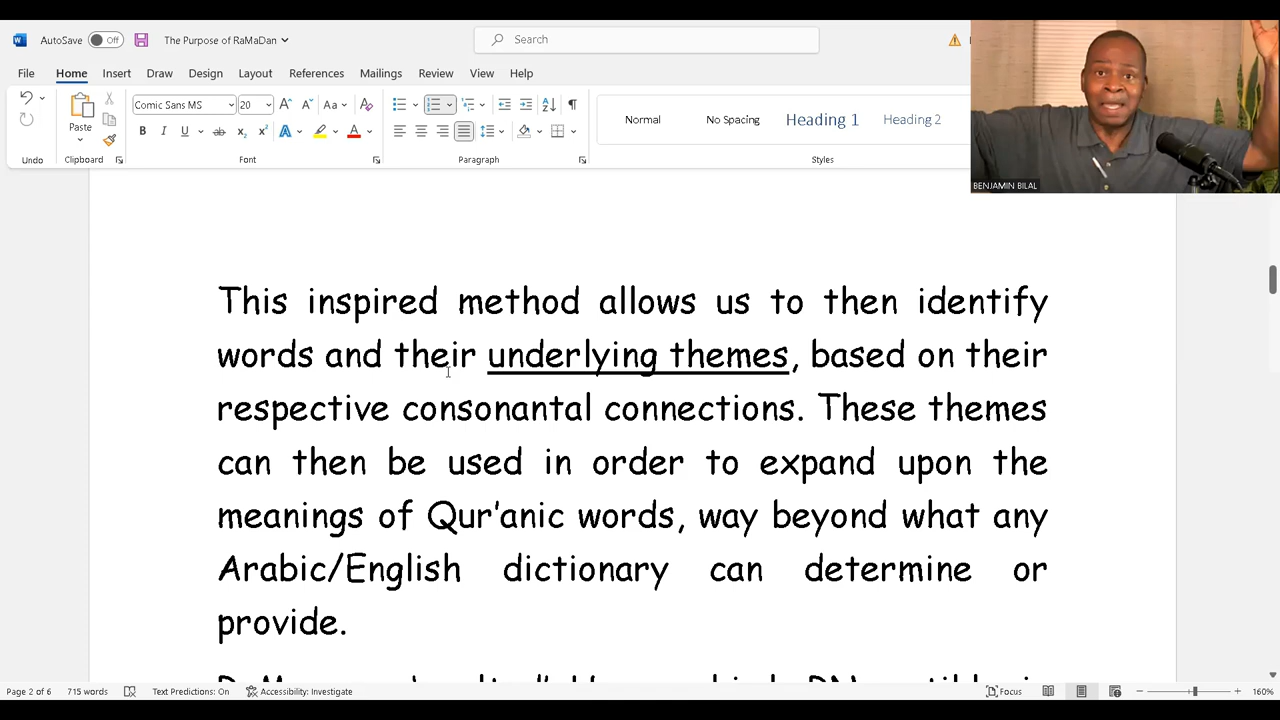 AutoSave Off The Purpose of RaMaDan Search
File Home Insert Draw Design Layout References Mailings Review View Help
Comic Sans MS 20 Aa Normal No Spacing Heading 1 Heading 2
Paste
Undo Clipboard Font Paragraph Styles
BENJAMIN BILAL
This inspired method allows us to then identify
words and their underlying themes, based on their
respective consonantal connections. These themes
can then be used in order to expand upon the
meanings of Qur'anic words, way beyond what any
Arabic/English dictionary can determine or
provide.
Page 2 of 6 715 words Text Predictions: On Accessibility: Investigate Focus 160%